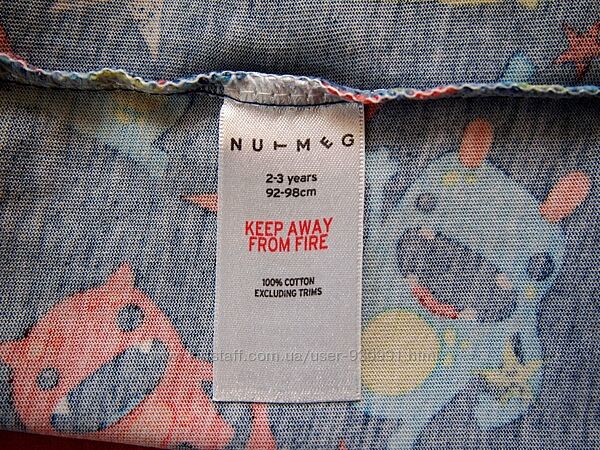 NUTMEG
2-3 years
92-98cm
KEEP AWAY
FROM FIRE
100% COTTON
EXCLUDING TRIMS